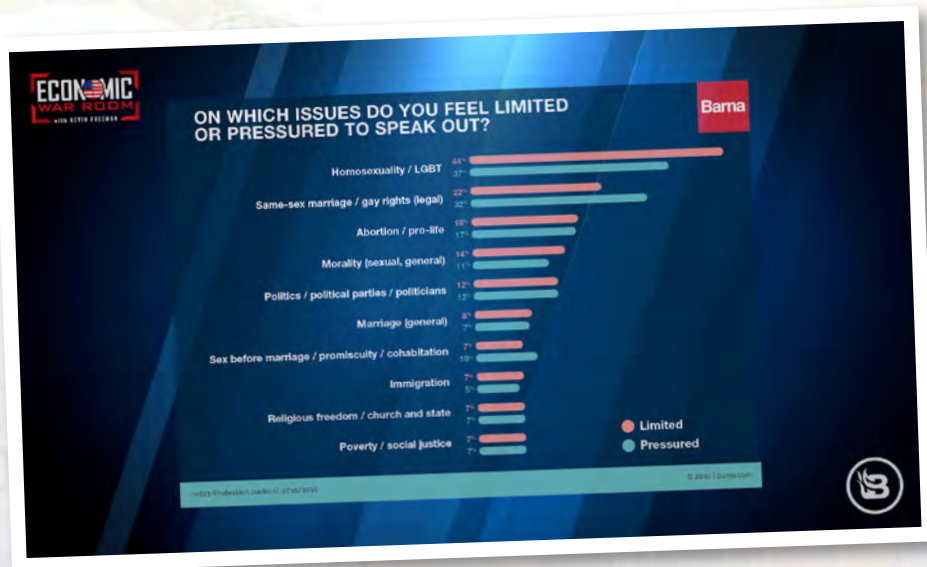 ECONOMIC
WAR ROOM
with KEVIN FREEMAN
Barna
ON WHICH ISSUES DO YOU FEEL LIMITED
OR PRESSURED TO SPEAK OUT?
Homosexuality / LGBT 44% 37%
Same-sex marriage / gay rights (legal) 22% 32%
Abortion / pro-life 18% 17%
Morality (sexual, general) 14% 11%
Politics / political parties / politicians 12% 12%
Marriage (general) 8% 7%
Sex before marriage / promiscuity / cohabitation 7% 10%
Immigration 7% 5%
Religious freedom / church and state 7% 7%
Poverty / social justice 7% 7%
Limited
Pressured
B